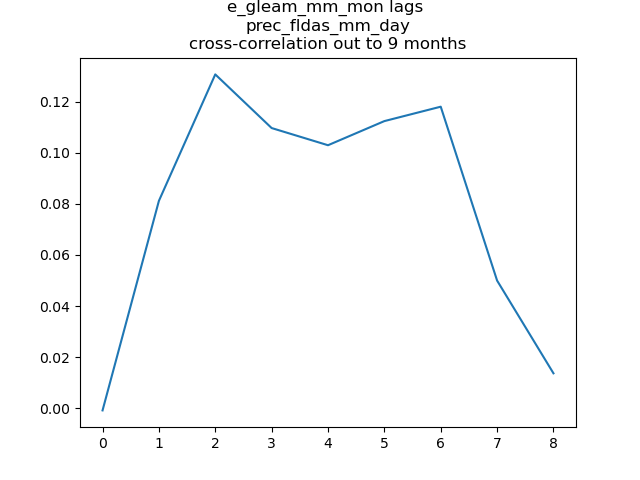 e_gleam_mm_mon lags
prec_fldas_mm_day
cross-correlation out to 9 months
0.12
0.10
0.08
0.06
0.04
0.02
0.00
0 1 2 3 4 5 6 7 8